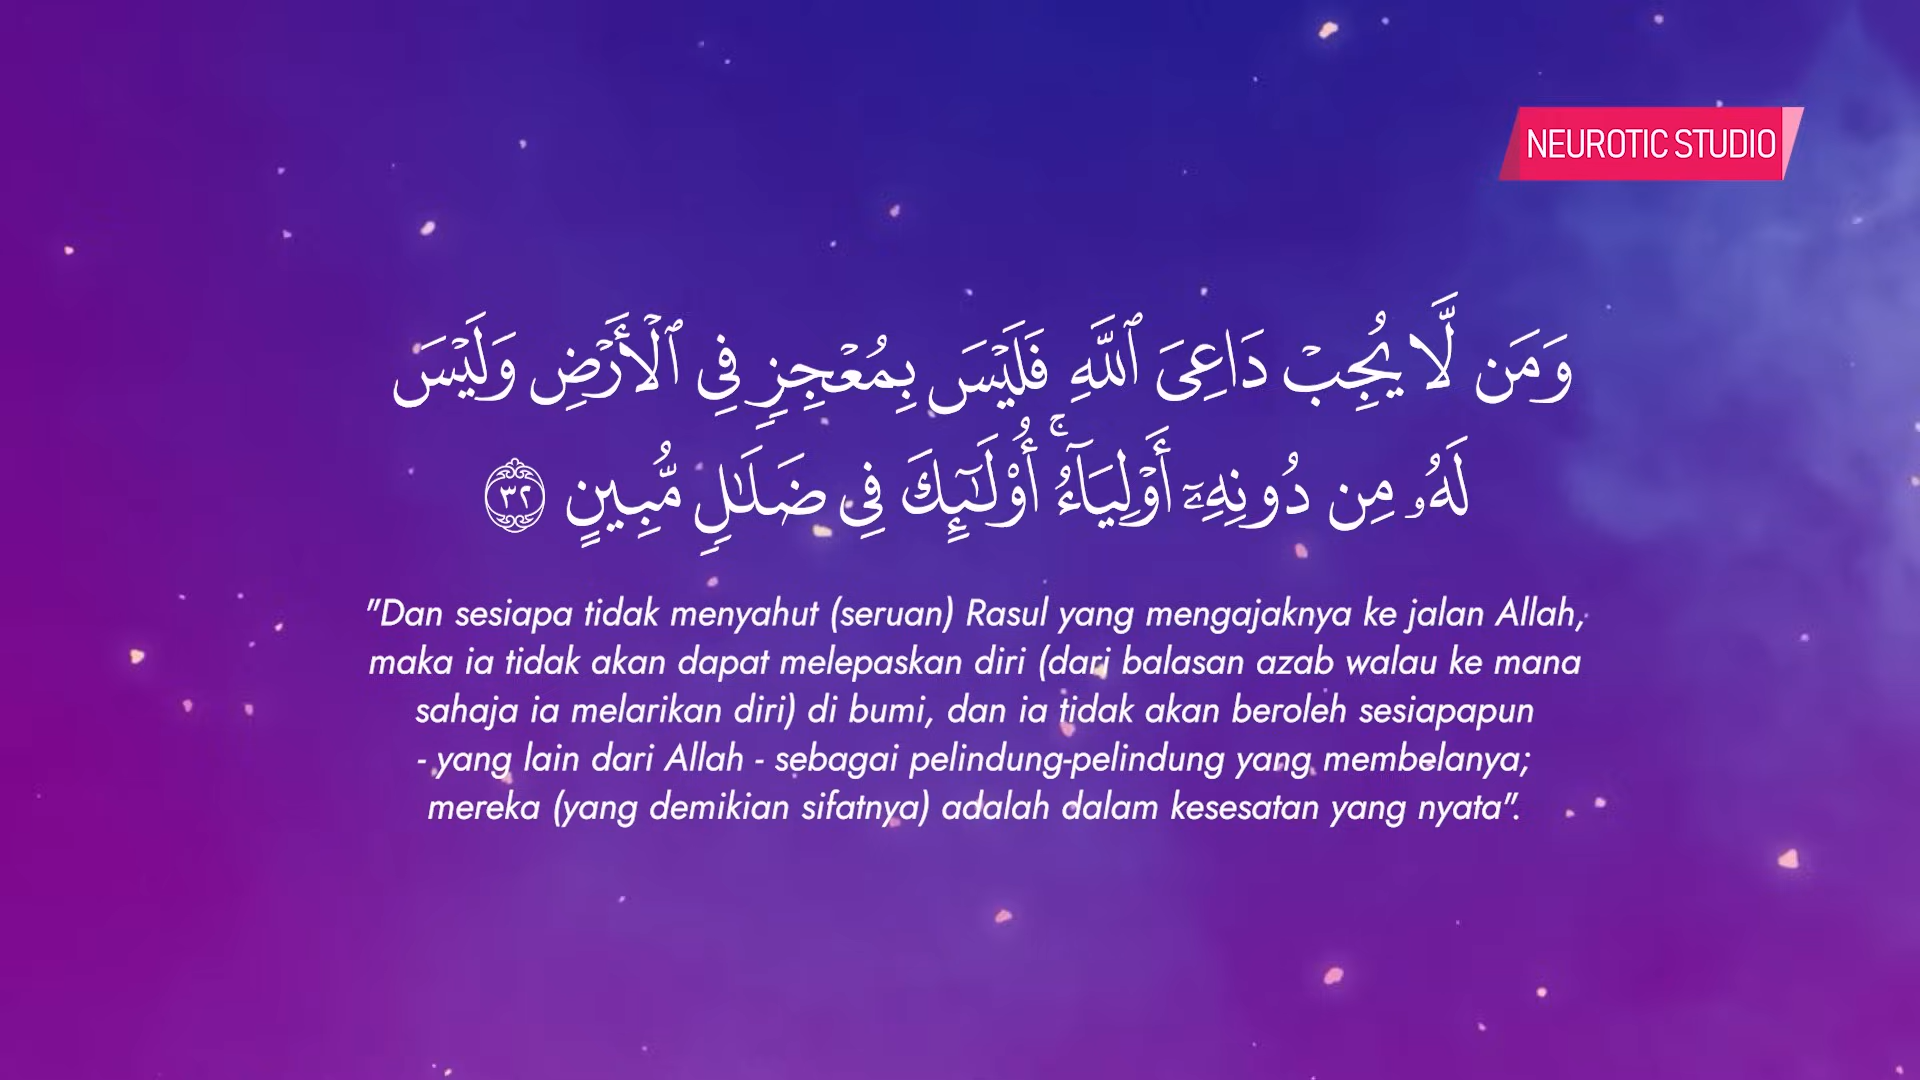 NEUROTIC STUDIO
وَمَن لَّا يُجِبْ دَاعِىَ ٱللَّهِ فَلَيْسَ بِمُعْجِزٍ فِى ٱلْأَرْضِ وَلَيْسَ
لَهُۥ مِن دُونِهِۦٓ أَوْلِيَآءُ ۚ أُو۟لَـٰٓئِكَ فِى ضَلَـٰلٍ مُّبِينٍ ٣٢
"Dan sesiapa tidak menyahut (seruan) Rasul yang mengajaknya ke jalan Allah,
maka ia tidak akan dapat melepaskan diri (dari balasan azab walau ke mana
sahaja ia melarikan diri) di bumi, dan ia tidak akan beroleh sesiapapun
- yang lain dari Allah - sebagai pelindung-pelindung yang membelanya;
mereka (yang demikian sifatnya) adalah dalam kesesatan yang nyata".